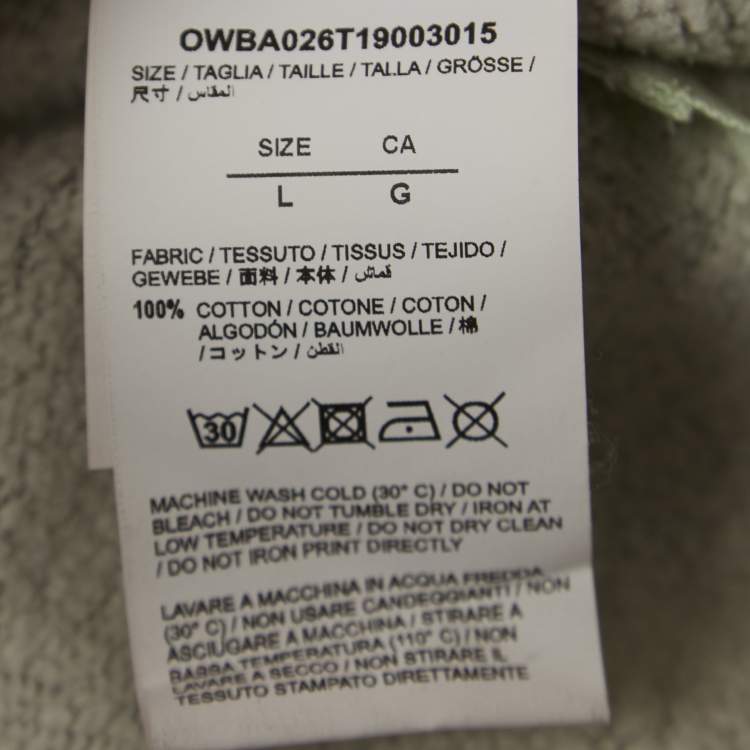 OWBA026T19003015
SIZE / TAGLIA / TAILLE / TALLA / GRÖSSE /
尺寸 / المقاس
SIZE CA
L G
FABRIC / TESSUTO / TISSUS / TEJIDO /
GEWEBE / 面料 / 本体 / قماش
100% COTTON / COTONE / COTON /
ALGODÓN / BAUMWOLLE / 棉
/ コットン / القطن
30
MACHINE WASH COLD (30° C) / DO NOT
BLEACH / DO NOT TUMBLE DRY / IRON AT
LOW TEMPERATURE / DO NOT DRY CLEAN
/ DO NOT IRON PRINT DIRECTLY
LAVARE A MACCHINA IN ACQUA FREDDA
(30° C) / NON USARE CANDEGGIANTI / NON
ASCIUGARE A MACCHINA / STIRARE A
BASSA TEMPERATURA (110° C) / NON
LAVARE A SECCO / NON STIRARE IL
TESSUTO STAMPATO DIRETTAMENTE